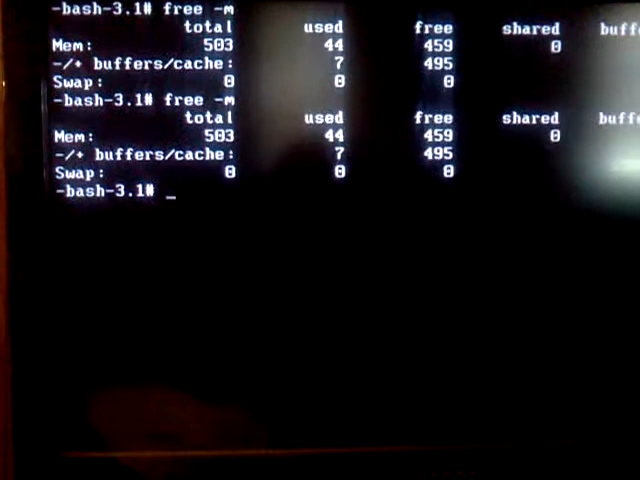 -bash-3.1# free -m
total used free shared buff
Mem: 503 44 459 0
-/+ buffers/cache: 7 495
Swap: 0 0 0
-bash-3.1# free -m
total used free shared buff
Mem: 503 44 459 0
-/+ buffers/cache: 7 495
Swap: 0 0 0
-bash-3.1# _